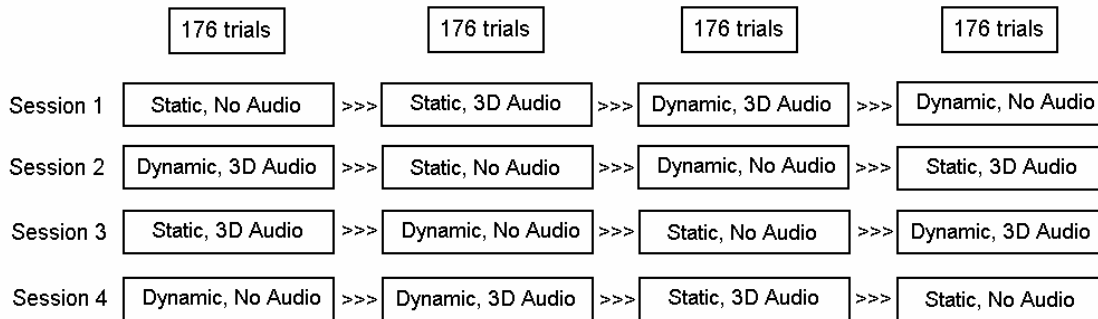 176 trials 176 trials 176 trials 176 trials
Session 1 Static, No Audio >>> Static, 3D Audio >>> Dynamic, 3D Audio >>> Dynamic, No Audio
Session 2 Dynamic, 3D Audio >>> Static, No Audio >>> Dynamic, No Audio >>> Static, 3D Audio
Session 3 Static, 3D Audio >>> Dynamic, No Audio >>> Static, No Audio >>> Dynamic, 3D Audio
Session 4 Dynamic, No Audio >>> Dynamic, 3D Audio >>> Static, 3D Audio >>> Static, No Audio